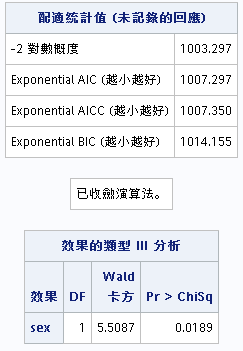 配適統計值 (未記錄的回應)
-2 對數概度 1003.297
Exponential AIC (越小越好) 1007.297
Exponential AICC (越小越好) 1007.350
Exponential BIC (越小越好) 1014.155
已收斂演算法。
效果的類型 III 分析
效果 DF Wald 卡方 Pr > ChiSq
sex 1 5.5087 0.0189